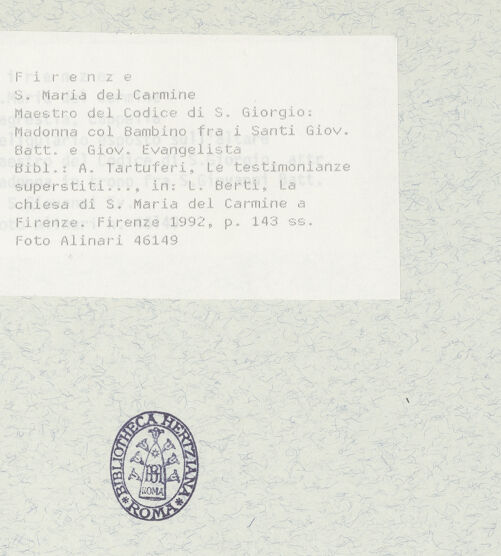 F i r e n z e
S. Maria del Carmine
Maestro del Codice di S. Giorgio:
Madonna col Bambino fra i Santi Giov.
Batt. e Giov. Evangelista
Bibl.: A. Tartuferi, Le testimonianze
superstiti..., in: L. Berti, La
chiesa di S. Maria del Carmine a
Firenze. Firenze 1992, p. 143 ss.
Foto Alinari 46149
BIBLIOTHECA HERTZIANA
* ROMA *
ROMA